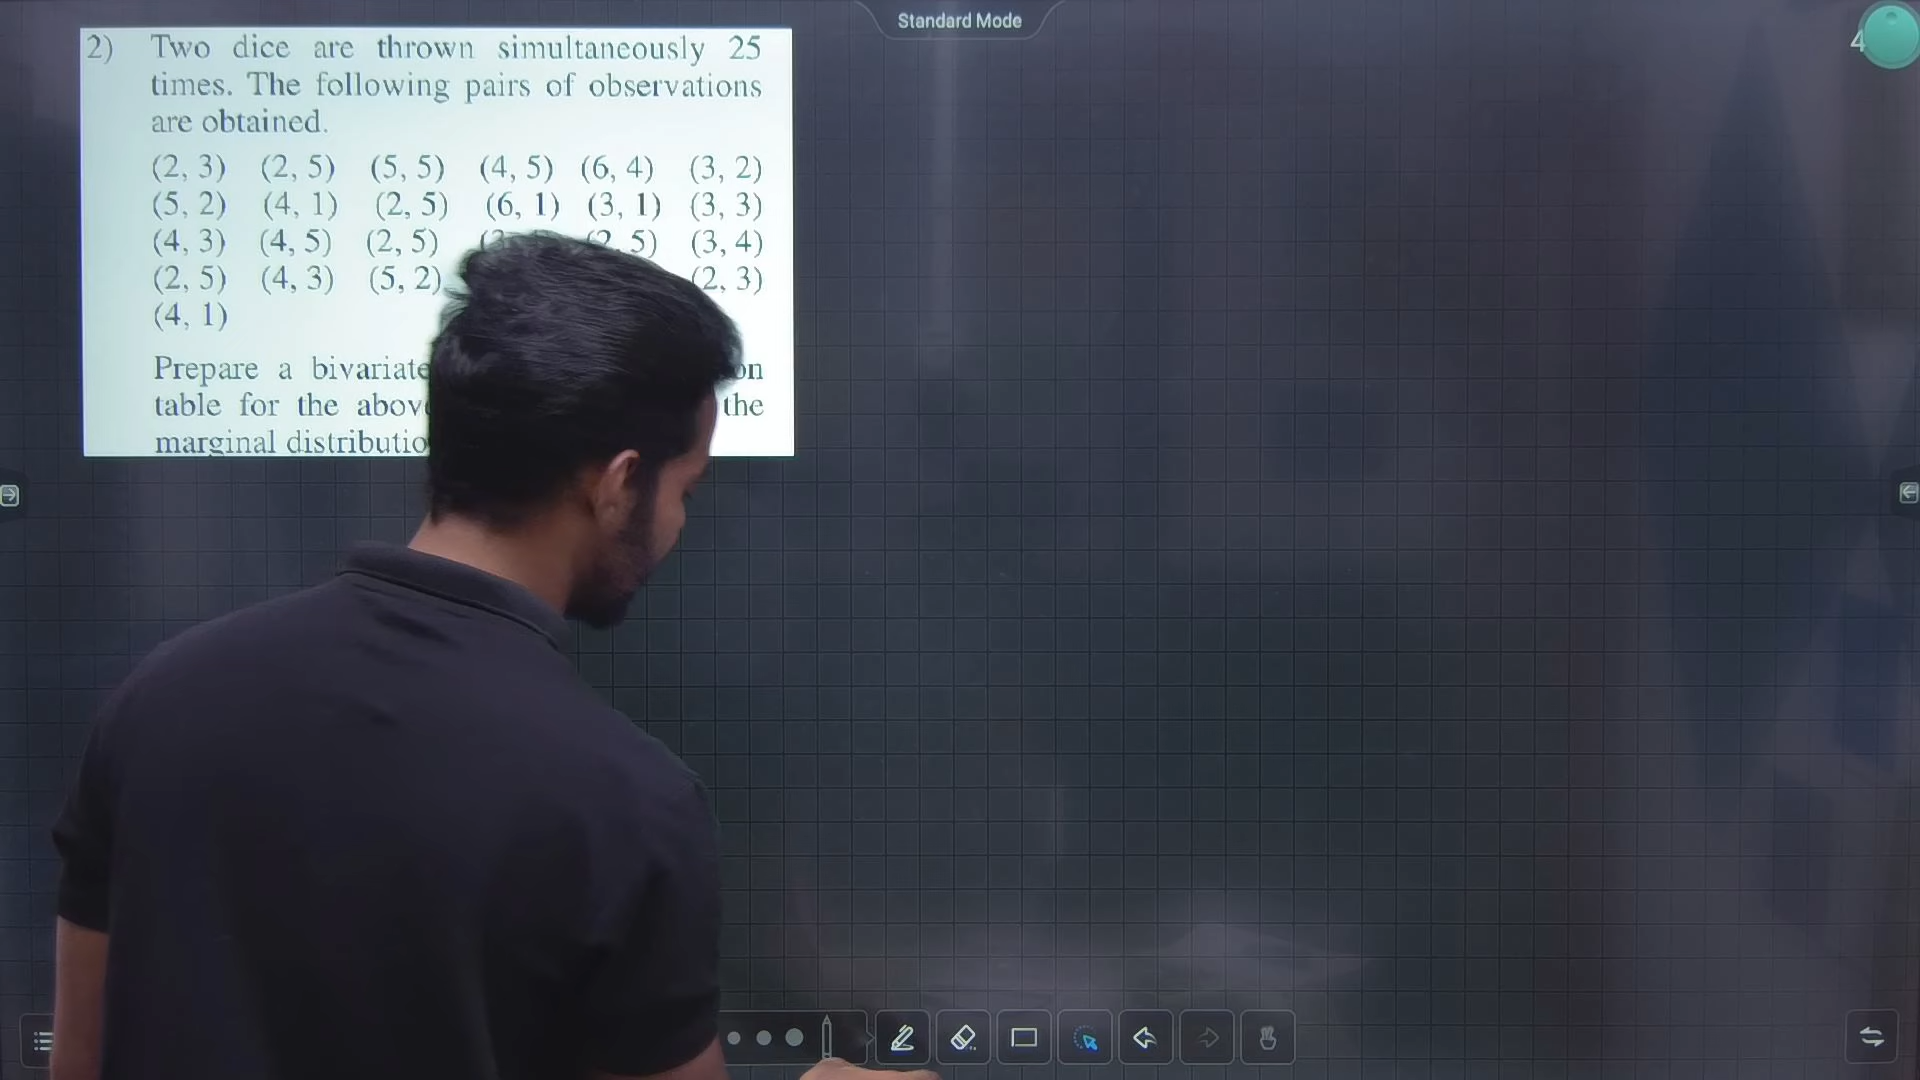 Standard Mode
4
2) Two dice are thrown simultaneously 25
times. The following pairs of observations
are obtained.
(2, 3) (2, 5) (5, 5) (4, 5) (6, 4) (3, 2)
(5, 2) (4, 1) (2, 5) (6, 1) (3, 1) (3, 3)
(4, 3) (4, 5) (2, 5) 5) (3, 4)
(2, 5) (4, 3) (5, 2) (2, 3)
(4, 1)
Prepare a bivariate
table for the the
marginal